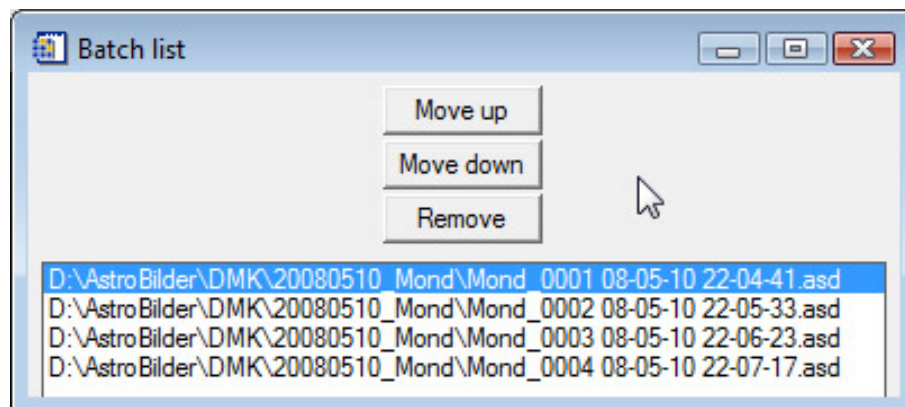 Batch list
Move up
Move down
Remove
D:\AstroBilder\DMK\20080510_Mond\Mond_0001 08-05-10 22-04-41.asd
D:\AstroBilder\DMK\20080510_Mond\Mond_0002 08-05-10 22-05-33.asd
D:\AstroBilder\DMK\20080510_Mond\Mond_0003 08-05-10 22-06-23.asd
D:\AstroBilder\DMK\20080510_Mond\Mond_0004 08-05-10 22-07-17.asd